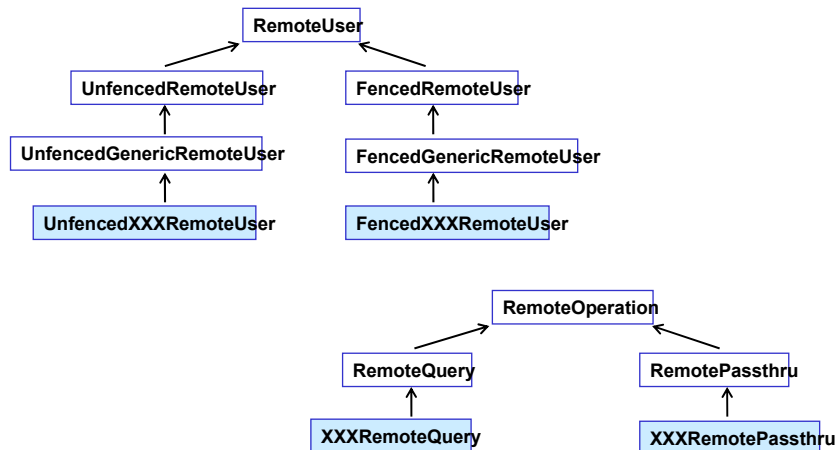 RemoteUser
UnfencedRemoteUser
FencedRemoteUser
UnfencedGenericRemoteUser
FencedGenericRemoteUser
UnfencedXXXRemoteUser
FencedXXXRemoteUser
RemoteOperation
RemoteQuery
RemotePassthru
XXXRemoteQuery
XXXRemotePassthru